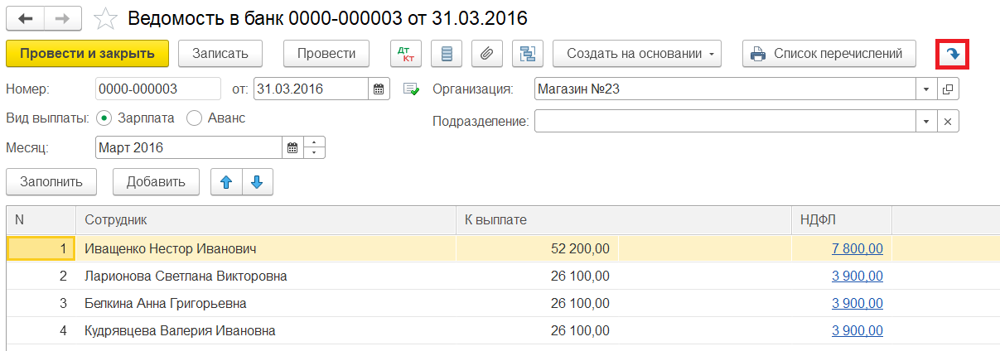 Ведомость в банк 0000-000003 от 31.03.2016
Провести и закрыть Записать Провести Дт Кт Создать на основании Список перечислений
Номер: 0000-000003 от: 31.03.2016 Организация: Магазин №23
Вид выплаты: Зарплата Аванс Подразделение:
Месяц: Март 2016
Заполнить Добавить
N Сотрудник К выплате НДФЛ
1 Иващенко Нестор Иванович 52 200,00 7 800,00
2 Ларионова Светлана Викторовна 26 100,00 3 900,00
3 Белкина Анна Григорьевна 26 100,00 3 900,00
4 Кудрявцева Валерия Ивановна 26 100,00 3 900,00